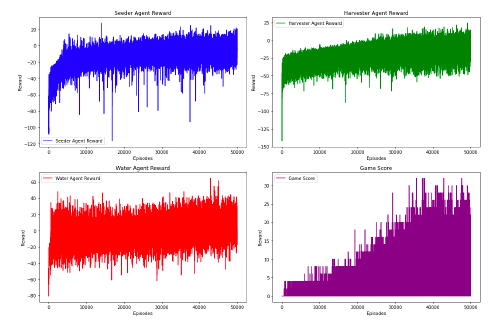 Seeder Agent Reward
Reward
20
0
−20
−40
−60
−80
−100
−120
Seeder Agent Reward
0 10000 20000 30000 40000 50000
Episodes
Harvester Agent Reward
Reward
25
0
−25
−50
−75
−100
−125
−150
Harvester Agent Reward
0 10000 20000 30000 40000 50000
Episodes
Water Agent Reward
Reward
60
40
20
0
−20
−40
−60
−80
Water Agent Reward
0 10000 20000 30000 40000 50000
Episodes
Game Score
Reward
30
25
20
15
10
5
0
Game Score
0 10000 20000 30000 40000 50000
Episodes